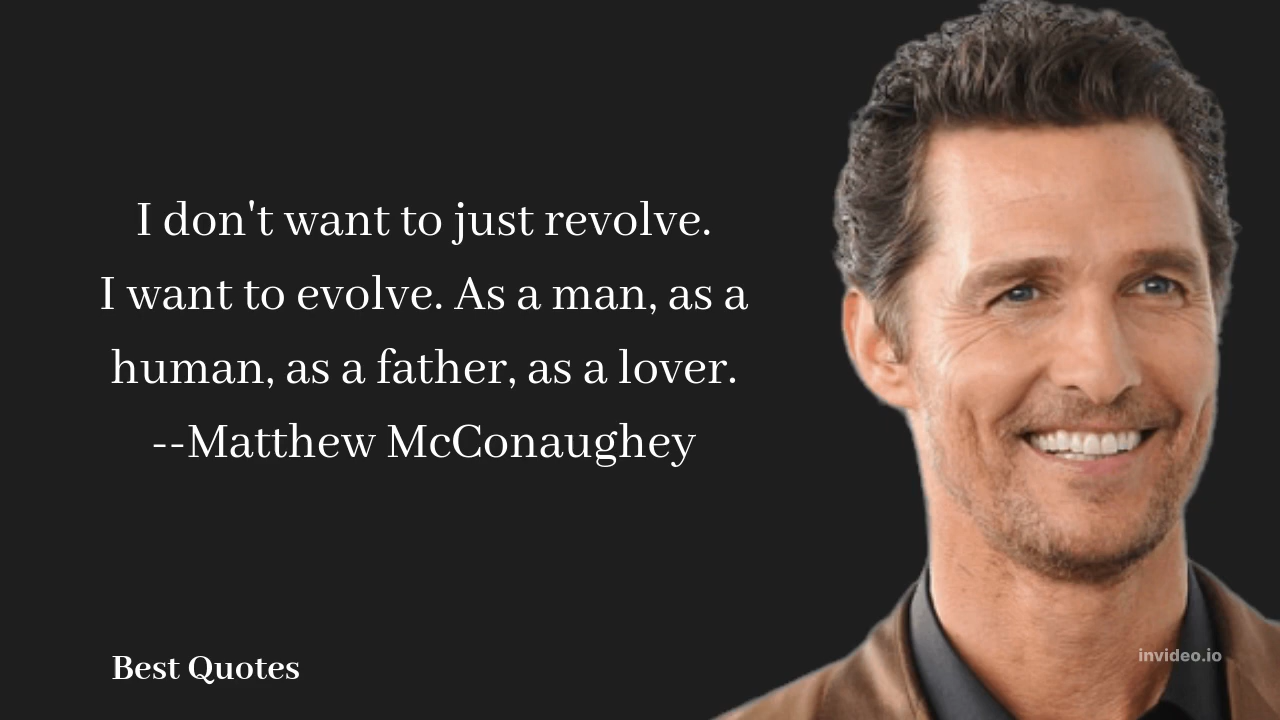 I don't want to just revolve.
I want to evolve. As a man, as a
human, as a father, as a lover.
--Matthew McConaughey
Best Quotes
invideo.io